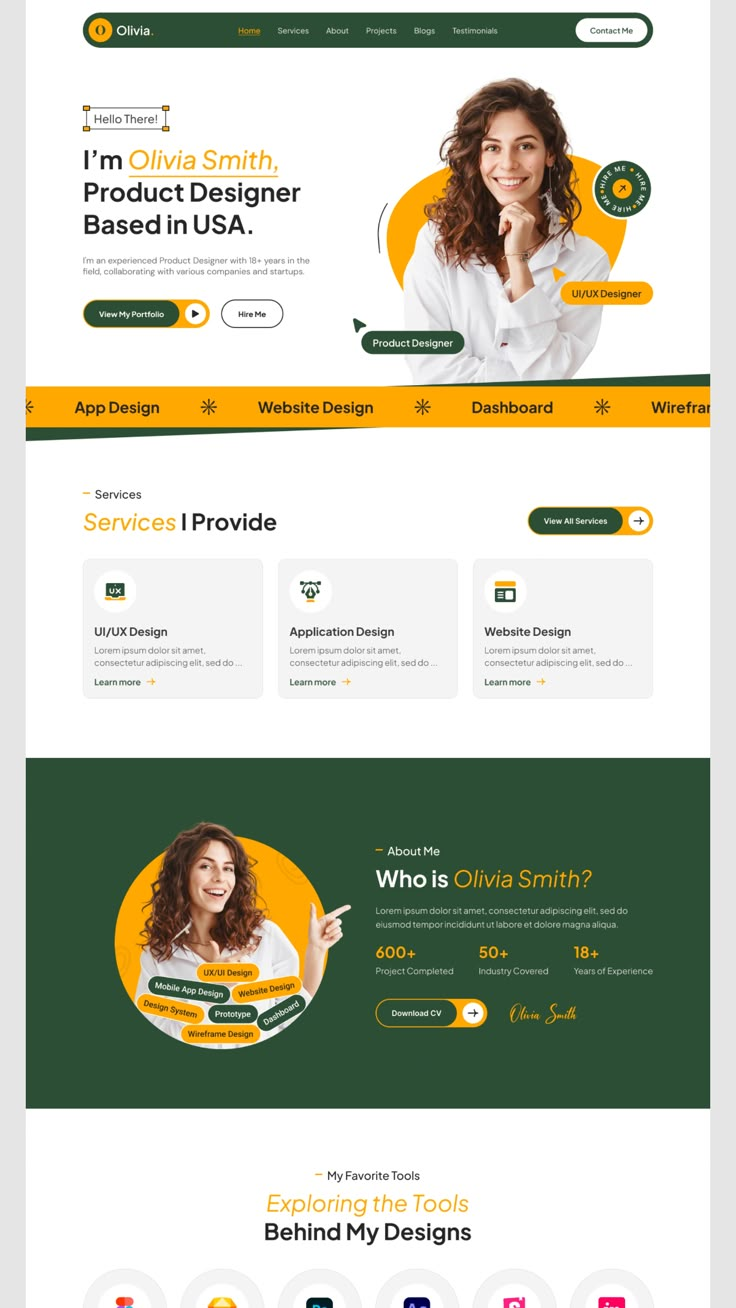 O Olivia.
Home Services About Projects Blogs Testimonials
Contact Me
Hello There!
I'm Olivia Smith,
Product Designer
Based in USA.
I'm an experienced Product Designer with 18+ years in the
field, collaborating with various companies and startups.
View My Portfolio
Hire Me
HIRE ME HIRE ME HIRE ME
UI/UX Designer
Product Designer
App Design Website Design Dashboard Wirefram
Services
Services I Provide
View All Services
UX
UI/UX Design
Lorem ipsum dolor sit amet,
consectetur adipiscing elit, sed do ...
Learn more
Application Design
Lorem ipsum dolor sit amet,
consectetur adipiscing elit, sed do ...
Learn more
Website Design
Lorem ipsum dolor sit amet,
consectetur adipiscing elit, sed do ...
Learn more
UX/UI Design
Mobile App Design
Website Design
Design System
Prototype
Dashboard
Wireframe Design
About Me
Who is Olivia Smith?
Lorem ipsum dolor sit amet, consectetur adipiscing elit, sed do
eiusmod tempor incididunt ut labore et dolore magna aliqua.
600+ 50+ 18+
Project Completed Industry Covered Years of Experience
Download CV
Olivia Smith
My Favorite Tools
Exploring the Tools
Behind My Designs